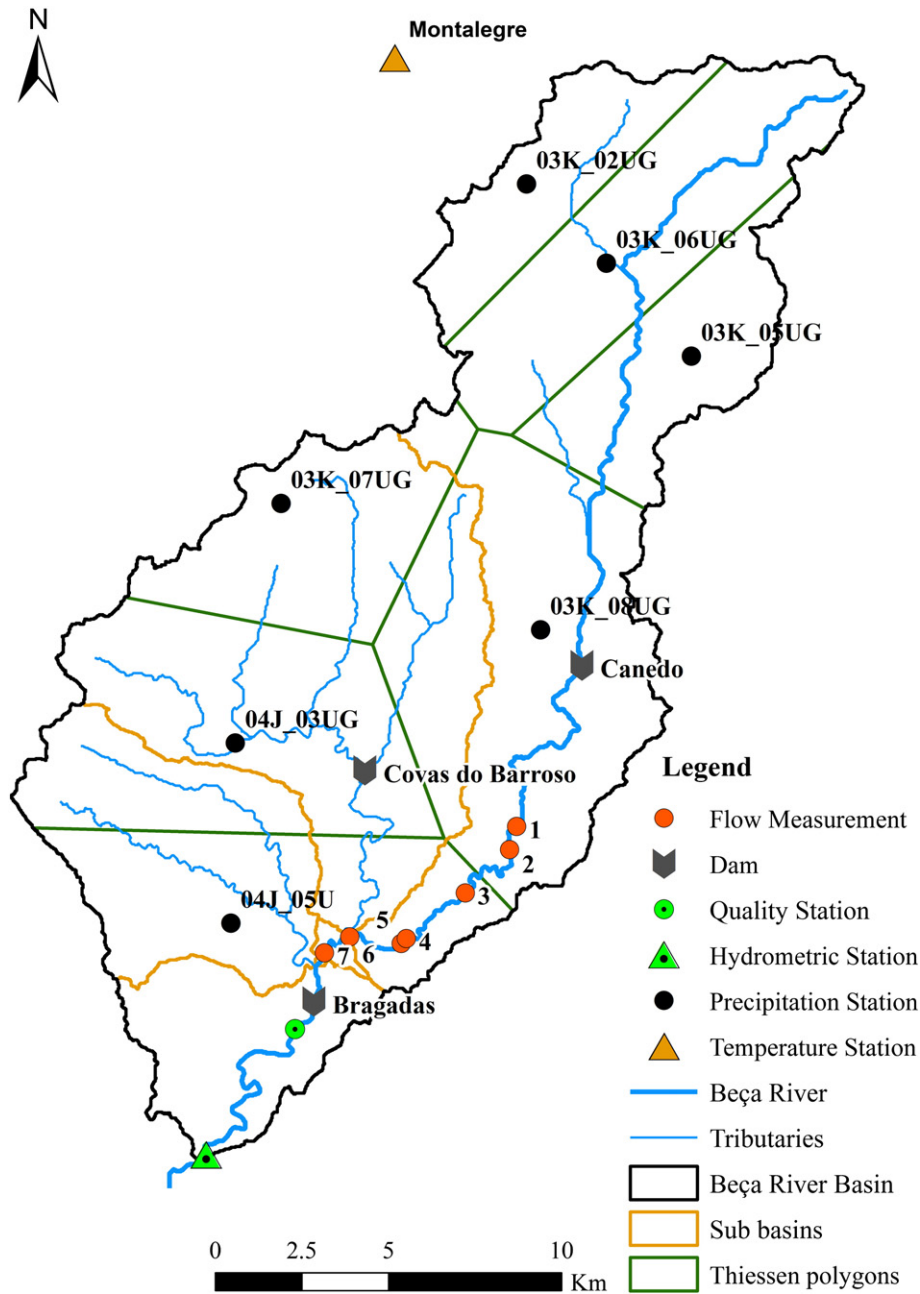 N
Montalegre
03K_02UG
03K_06UG
03K_05UG
03K_07UG
03K_08UG
Canedo
04J_03UG
Covas do Barroso
1
2
3
04J_05U
5
4
6
7
Bragadas
Legend
Flow Measurement
Dam
Quality Station
Hydrometric Station
Precipitation Station
Temperature Station
Beça River
Tributaries
Beça River Basin
Sub basins
Thiessen polygons
0 2.5 5 10
Km